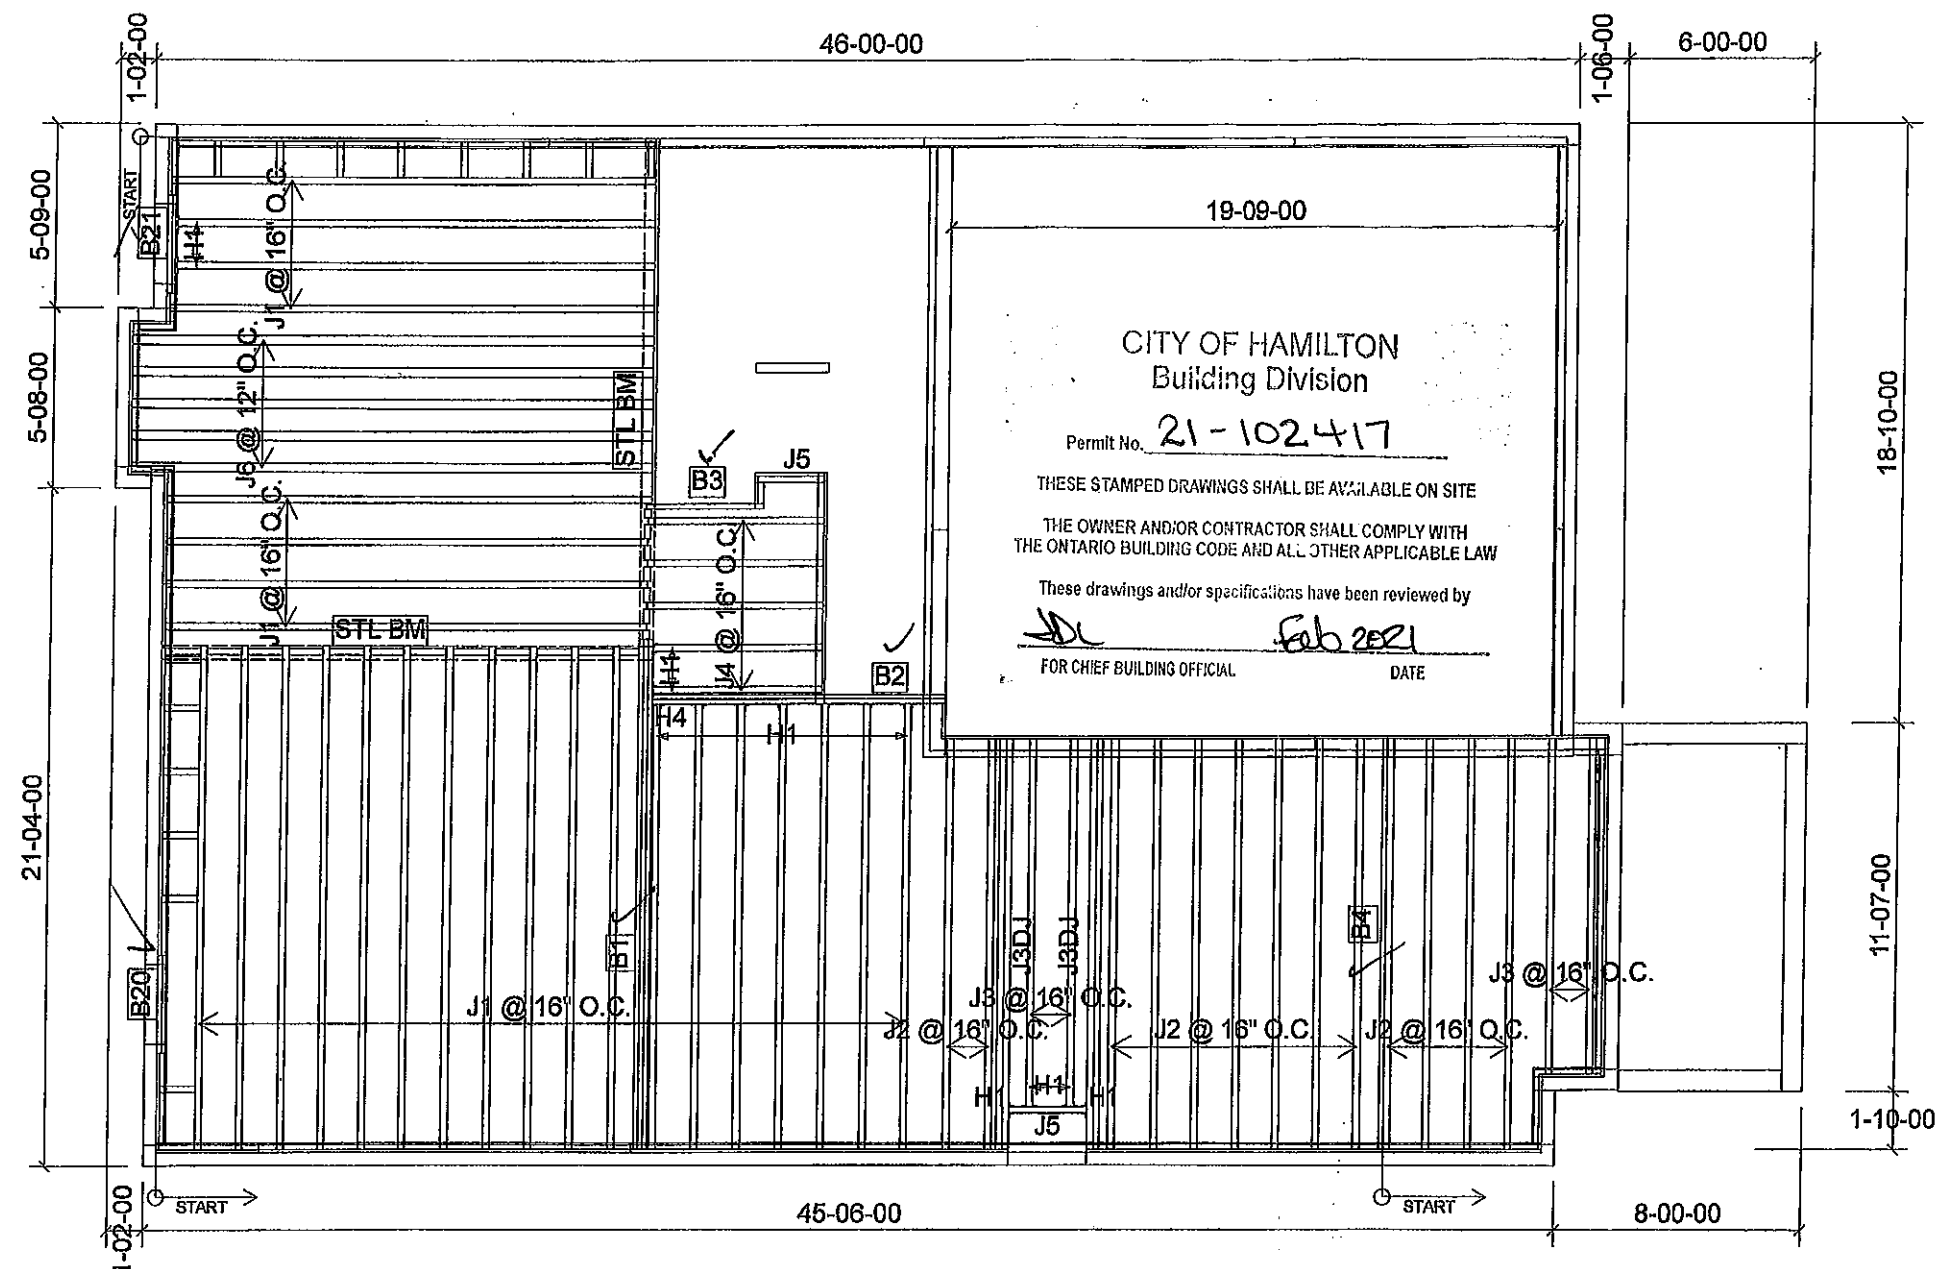 1-02-00
46-00-00
1-06-00
6-00-00
START
5-09-00
B21
H1
J1 @ 16" O.C.
19-09-00
5-08-00
J6 @ 12" O.C.
STL BM
CITY OF HAMILTON
Building Division
Permit No. 21-102417
THESE STAMPED DRAWINGS SHALL BE AVAILABLE ON SITE
THE OWNER AND/OR CONTRACTOR SHALL COMPLY WITH
THE ONTARIO BUILDING CODE AND ALL OTHER APPLICABLE LAW
These drawings and/or specifications have been reviewed by
JDL Feb 2021
FOR CHIEF BUILDING OFFICIAL DATE
18-10-00
B3
J5
J1 @ 16" O.C.
J4 @ 16" O.C.
STL BM
H1
B2
H4
H1
21-04-00
B20
B1
J1 @ 16" O.C.
J3DJ
J3DJ
J3 @ 16" O.C.
J2 @ 16" O.C.
J2 @ 16" O.C.
B4
J2 @ 16" O.C.
J3 @ 16" O.C.
11-07-00
H1
H1
H1
J5
1-10-00
START
START
1-02-00
45-06-00
8-00-00